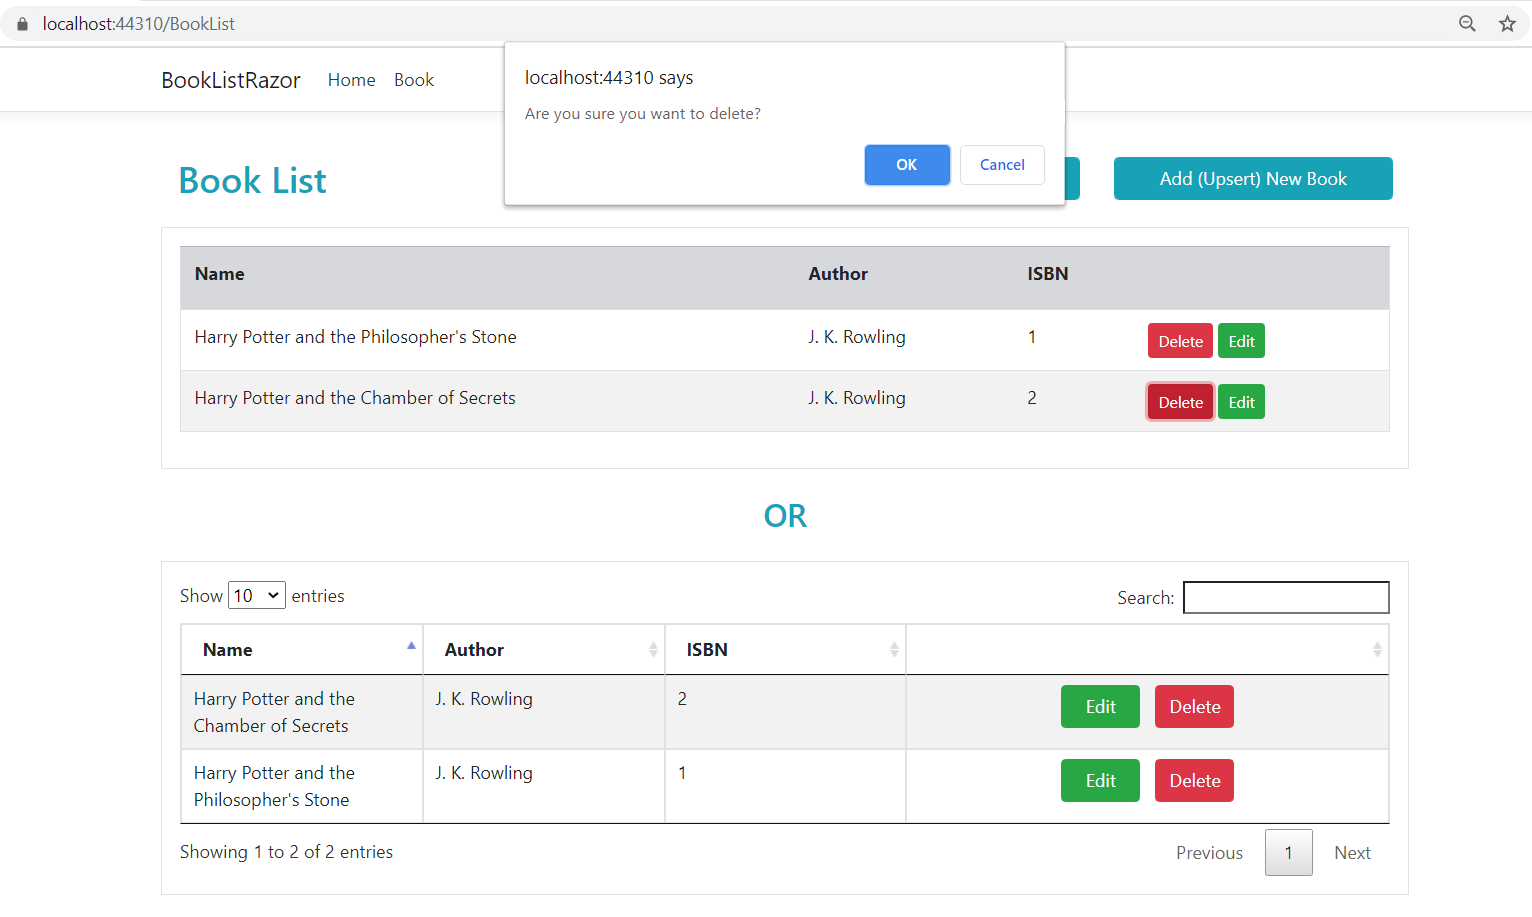 localhost:44310/BookList
BookListRazor Home Book
localhost:44310 says
Are you sure you want to delete?
OK Cancel
Book List
Add (Upsert) New Book
Name Author ISBN
Harry Potter and the Philosopher's Stone J. K. Rowling 1 Delete Edit
Harry Potter and the Chamber of Secrets J. K. Rowling 2 Delete Edit
OR
Show 10 entries Search:
Name Author ISBN
Harry Potter and the J. K. Rowling 2 Edit Delete
Chamber of Secrets
Harry Potter and the J. K. Rowling 1 Edit Delete
Philosopher's Stone
Showing 1 to 2 of 2 entries Previous 1 Next